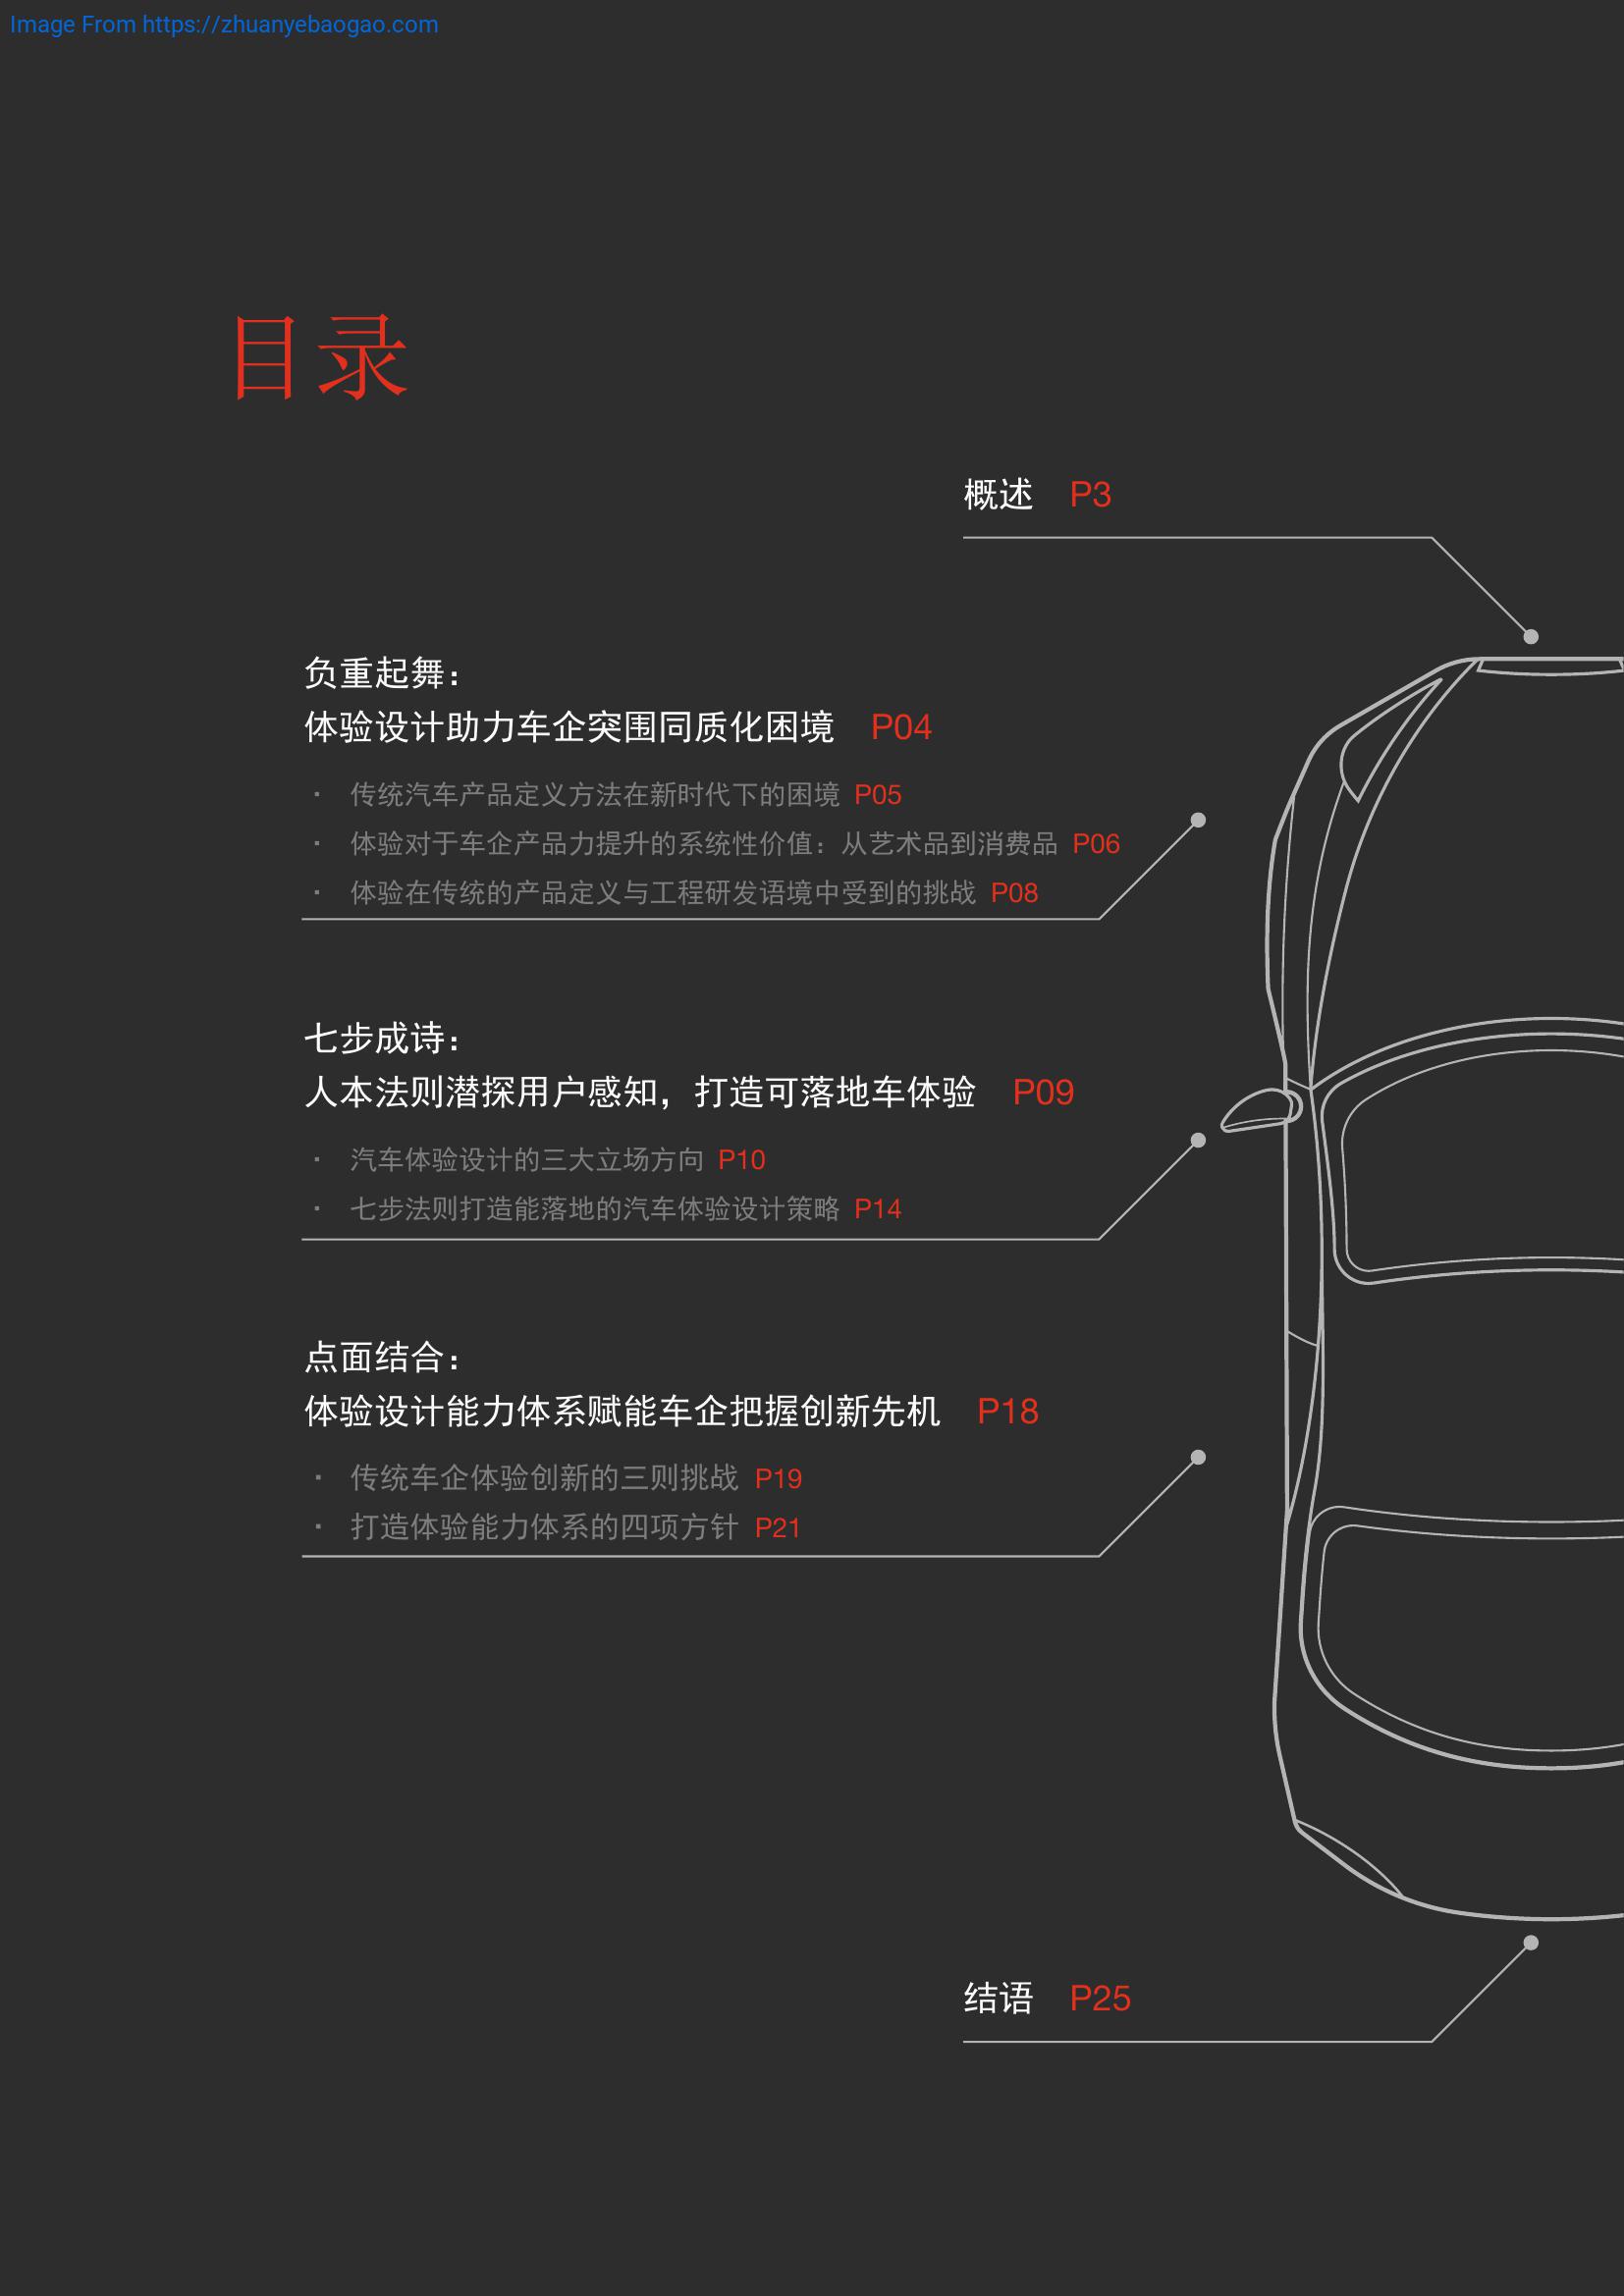 Image From https://zhuanyebaogao.com
目录
概述 P3
负重起舞：
体验设计助力车企突围同质化困境 P04
· 传统汽车产品定义方法在新时代下的困境 P05
· 体验对于车企产品力提升的系统性价值：从艺术品到消费品 P06
· 体验在传统的产品定义与工程研发语境中受到的挑战 P08
七步成诗：
人本法则潜探用户感知，打造可落地车体验 P09
· 汽车体验设计的三大立场方向 P10
· 七步法则打造能落地的汽车体验设计策略 P14
点面结合：
体验设计能力体系赋能车企把握创新先机 P18
· 传统车企体验创新的三则挑战 P19
· 打造体验能力体系的四项方针 P21
结语 P25